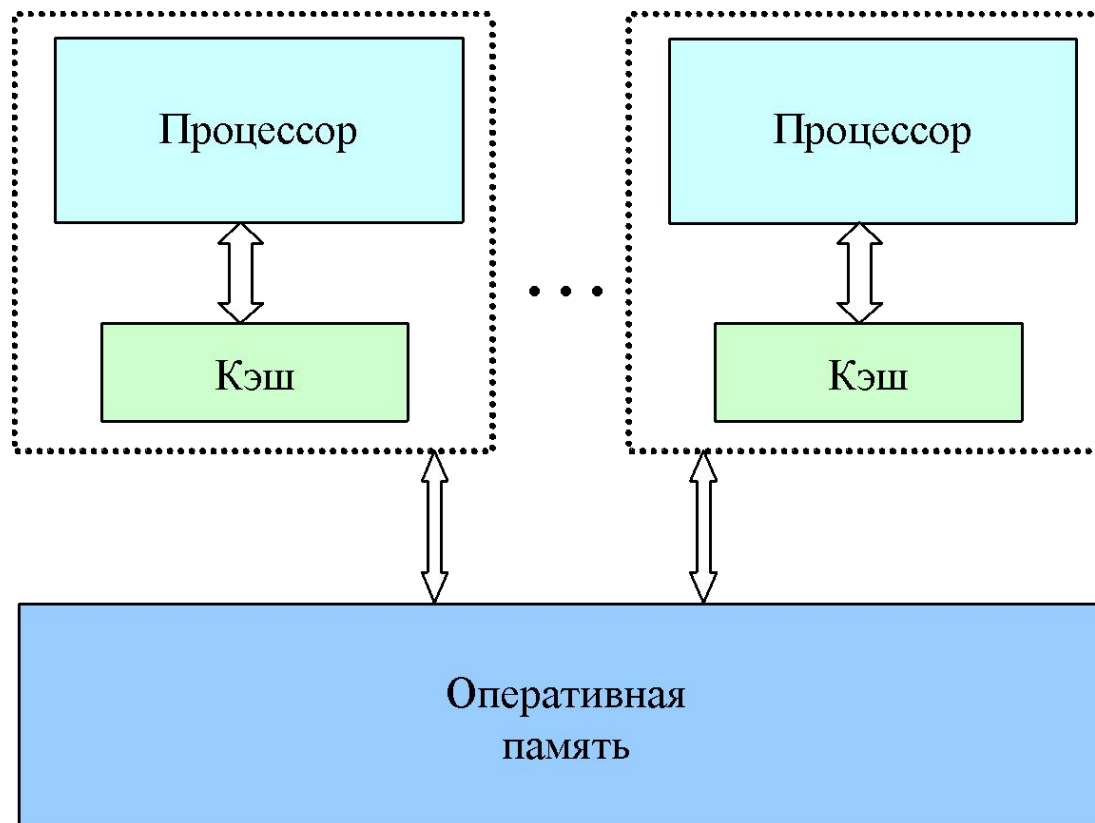 Процессор
Процессор
Кэш
Кэш
Оперативная
память